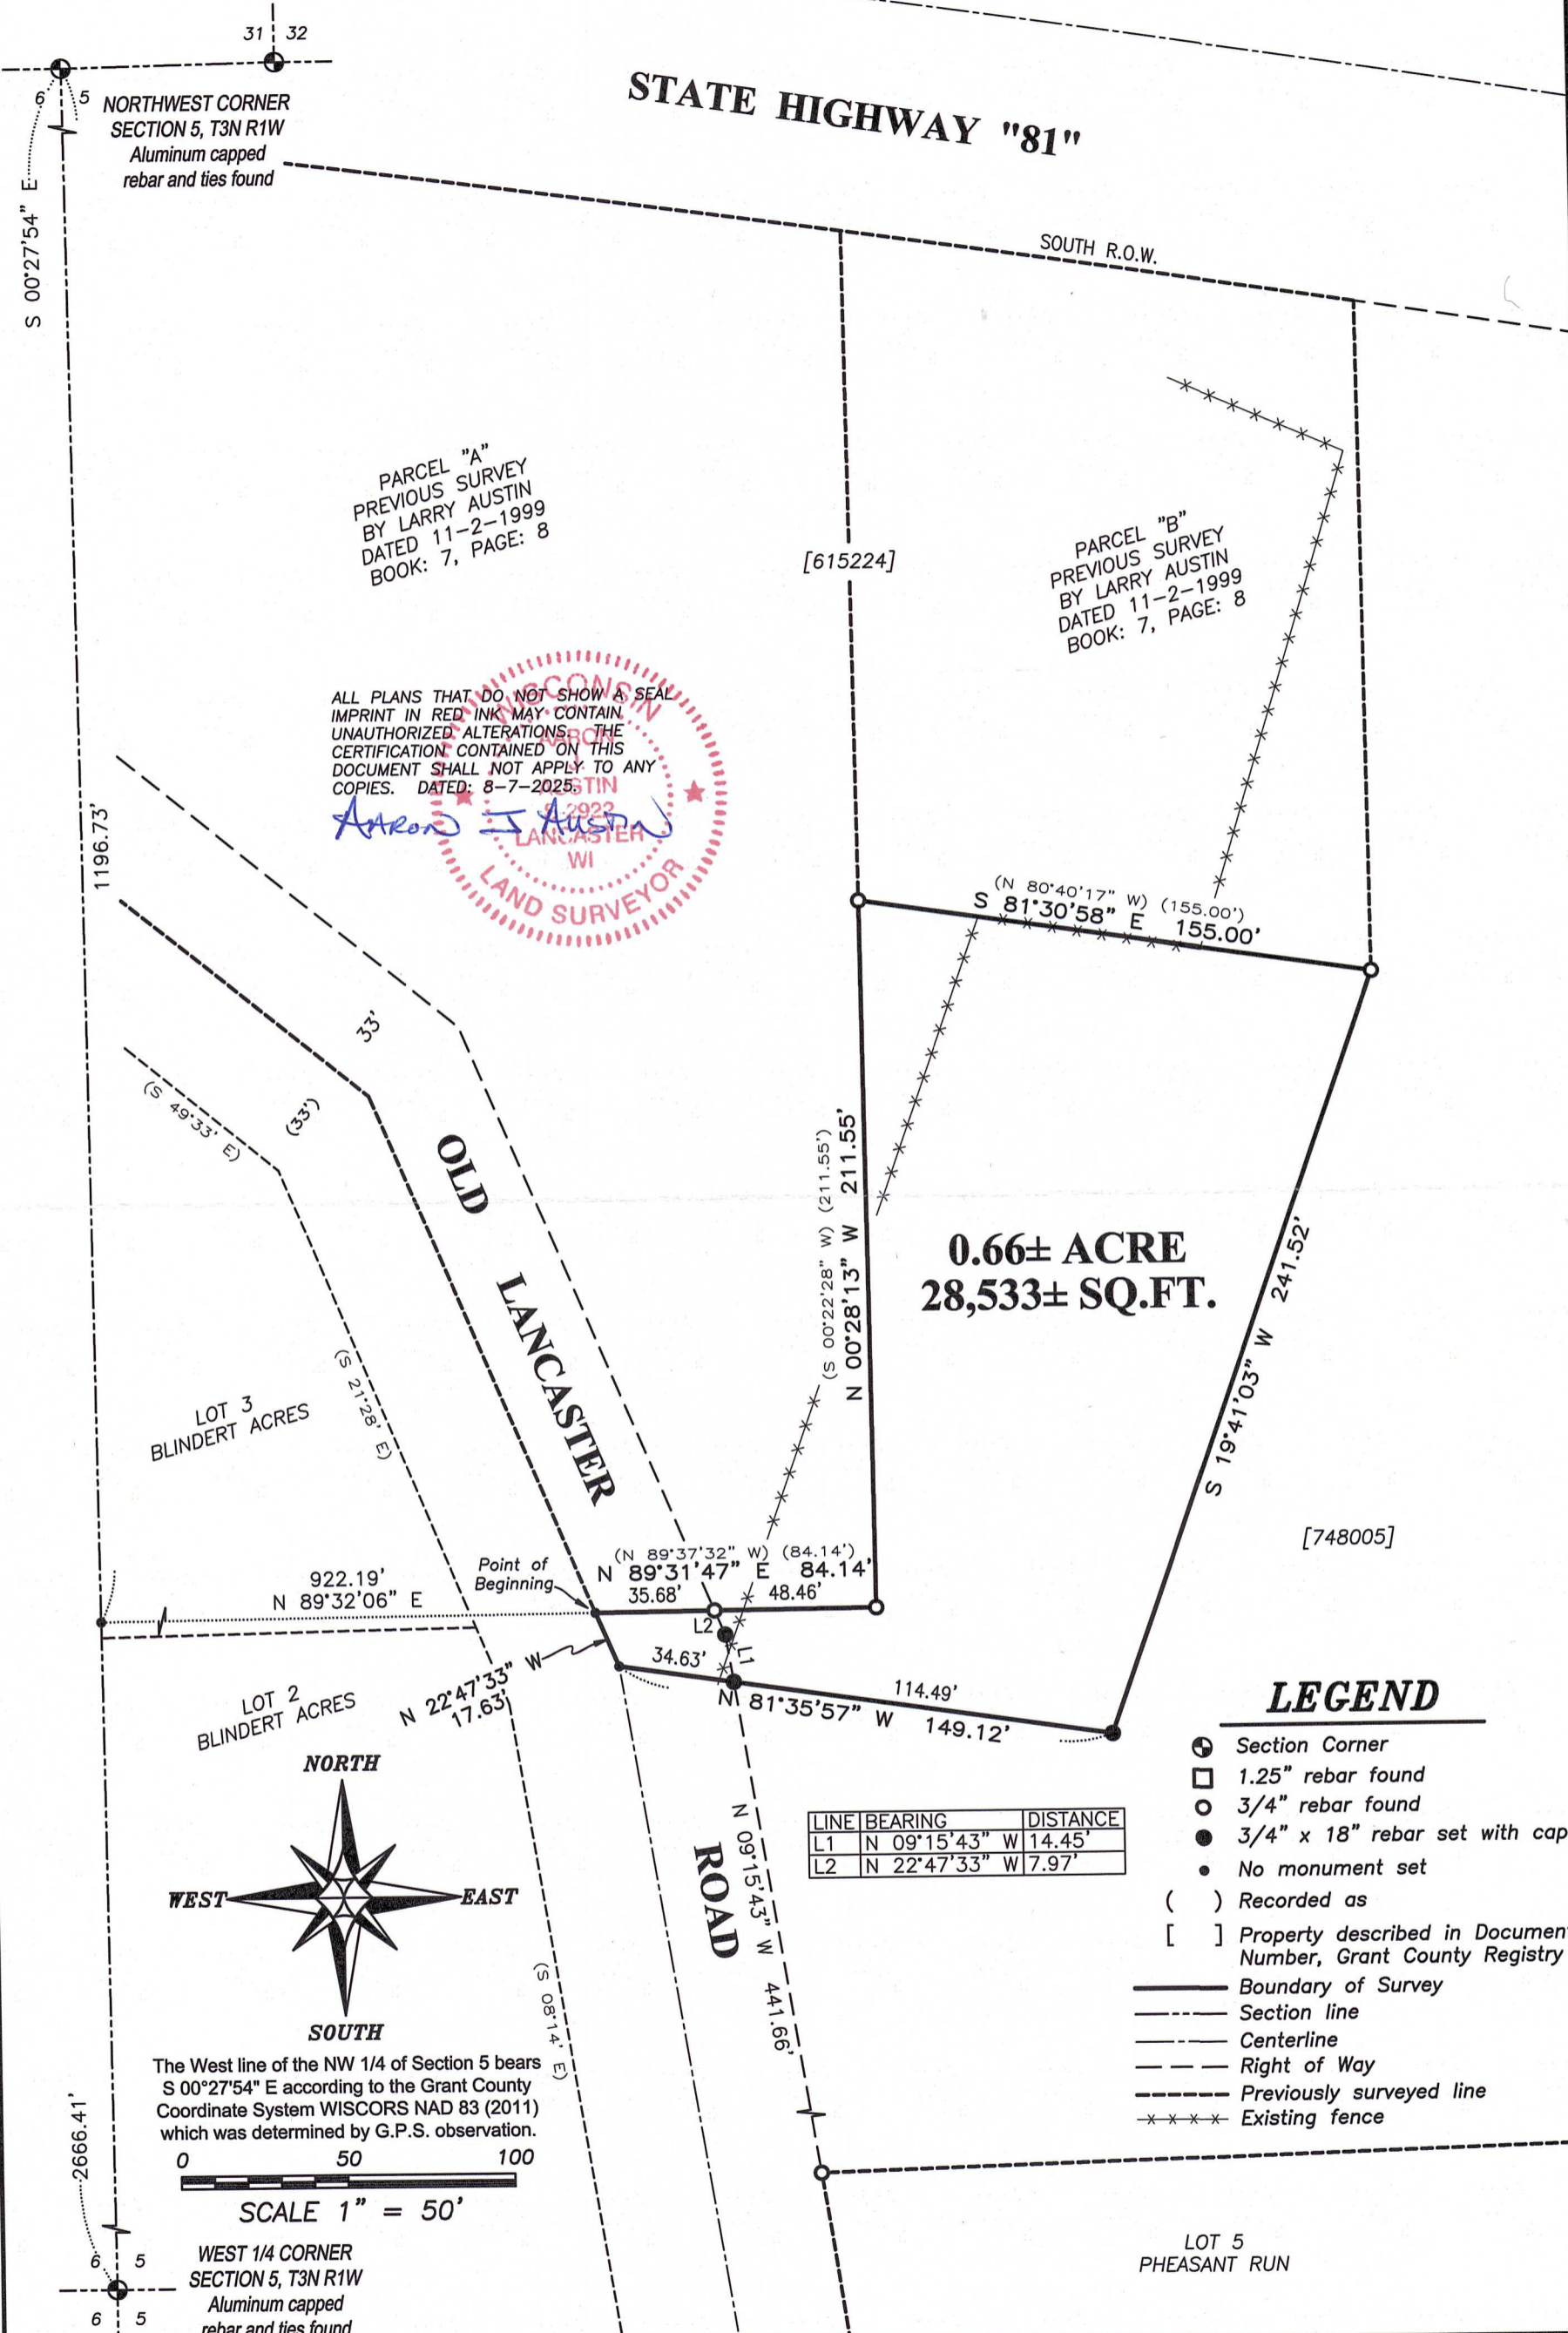 31 32
6 5
NORTHWEST CORNER
SECTION 5, T3N R1W
Aluminum capped
rebar and ties found
STATE HIGHWAY "81"
SOUTH R.O.W.
S 00°27'54" E
1196.73'
PARCEL "A"
PREVIOUS SURVEY
BY LARRY AUSTIN
DATED 11-2-1999
BOOK: 7, PAGE: 8
[615224]
PARCEL "B"
PREVIOUS SURVEY
BY LARRY AUSTIN
DATED 11-2-1999
BOOK: 7, PAGE: 8
ALL PLANS THAT DO NOT SHOW A SEAL
IMPRINT IN RED INK MAY CONTAIN
UNAUTHORIZED ALTERATIONS. THE
CERTIFICATION CONTAINED ON THIS
DOCUMENT SHALL NOT APPLY TO ANY
COPIES. DATED: 8-7-2025.
Aaron J Austin
WISCONSIN
AARON
J.
AUSTIN
S-2922
LANCASTER
WI
LAND SURVEYOR
(N 80°40'17" W) (155.00')
S 81°30'58" E 155.00'
33'
(33')
(S 49°33' E)
OLD LANCASTER
(S 00°22'28" W) (211.55')
N 00°28'13" W 211.55'
0.66± ACRE
28,533± SQ.FT.
S 19°41'03" W 241.52'
(S 21°28' E)
LOT 3
BLINDERT ACRES
[748005]
922.19'
N 89°32'06" E
Point of
Beginning
(N 89°37'32" W) (84.14')
N 89°31'47" E 84.14'
35.68' 48.46'
L2
L1
34.63'
114.49'
N 81°35'57" W 149.12'
N 22°47'33" W
17.63'
LOT 2
BLINDERT ACRES
NORTH
WEST EAST
SOUTH
ROAD
N 09°15'43" W 441.66'
(S 08°14' E)
LINE BEARING DISTANCE
L1 N 09°15'43" W 14.45'
L2 N 22°47'33" W 7.97'
LEGEND
Section Corner
1.25" rebar found
3/4" rebar found
3/4" x 18" rebar set with cap
No monument set
( ) Recorded as
[ ] Property described in Documen
Number, Grant County Registry
Boundary of Survey
Section line
Centerline
Right of Way
Previously surveyed line
Existing fence
The West line of the NW 1/4 of Section 5 bears
S 00°27'54" E according to the Grant County
Coordinate System WISCORS NAD 83 (2011)
which was determined by G.P.S. observation.
0 50 100
SCALE 1" = 50'
2666.41'
WEST 1/4 CORNER
SECTION 5, T3N R1W
Aluminum capped
rebar and ties found
6 5
6 5
LOT 5
PHEASANT RUN